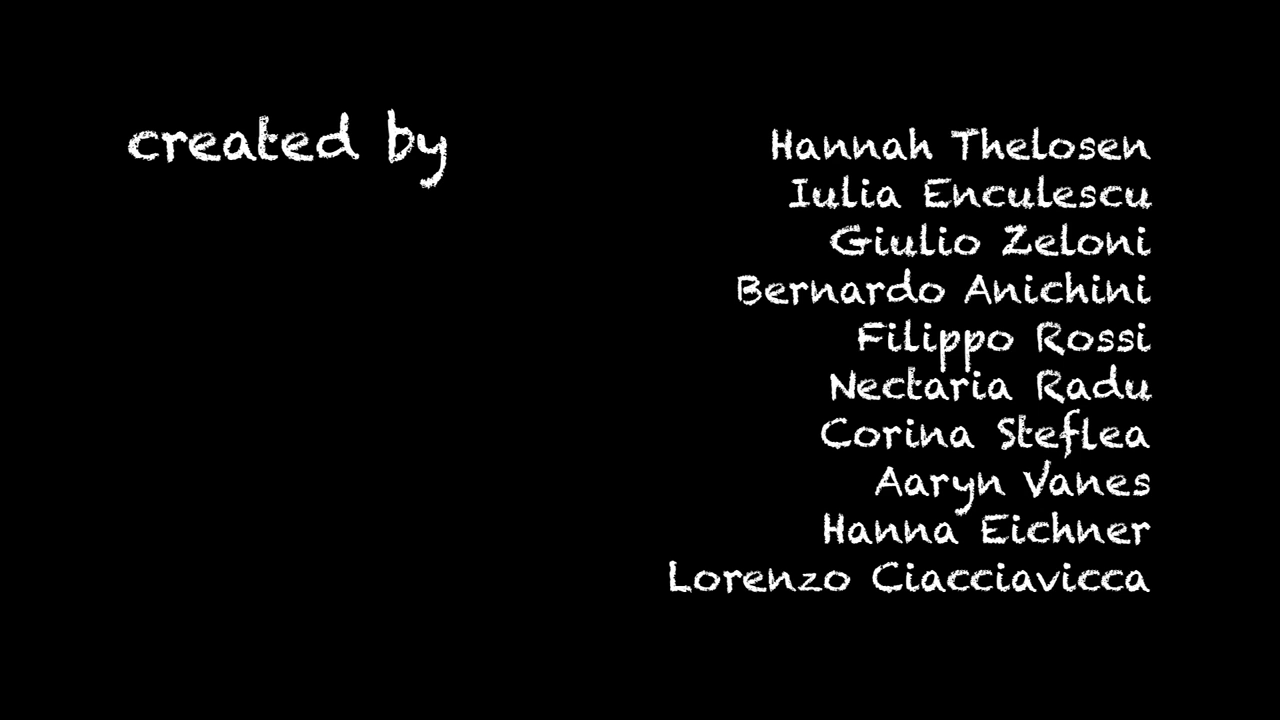 created by
Hannah Thelosen
Iulia Enculescu
Giulio Zeloni
Bernardo Anichini
Filippo Rossi
Nectaria Radu
Corina Steflea
Aaryn Vanes
Hanna Eichner
Lorenzo Ciacciavicca